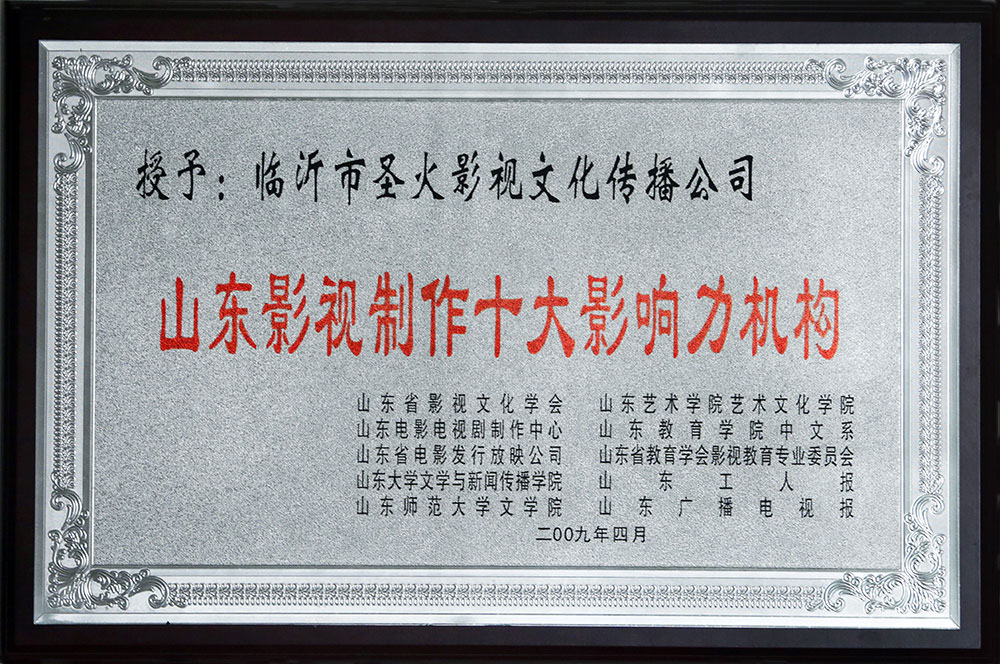 授予：临沂市圣火影视文化传播公司
山东影视制作十大影响力机构
山东省影视文化学会
山东电影电视剧制作中心
山东省电影发行放映公司
山东大学文学与新闻传播学院
山东师范大学文学院
山东艺术学院艺术文化学院
山东教育学院中文系
山东省教育学会影视教育专业委员会
山东工人报
山东广播电视报
二00九年四月